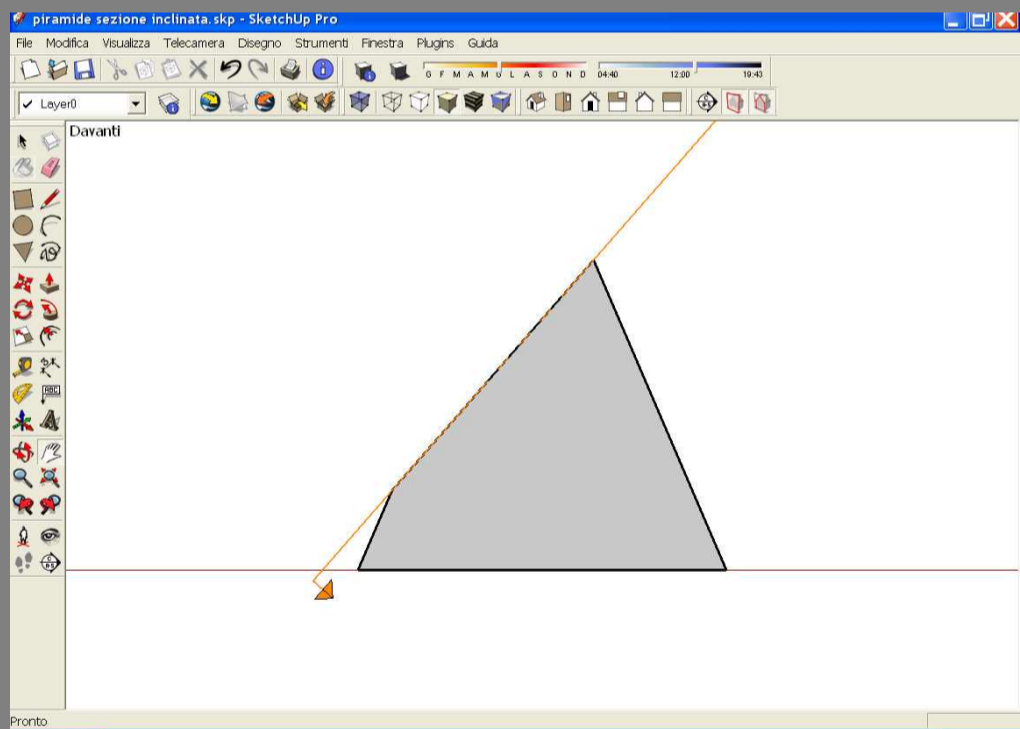 piramide sezione inclinata.skp - SketchUp Pro
File Modifica Visualizza Telecamera Disegno Strumenti Finestra Plugins Guida
G F M A M G L A S O N D 04:40 12:00 19:43
Layer0
Davanti
ABC
Pronto